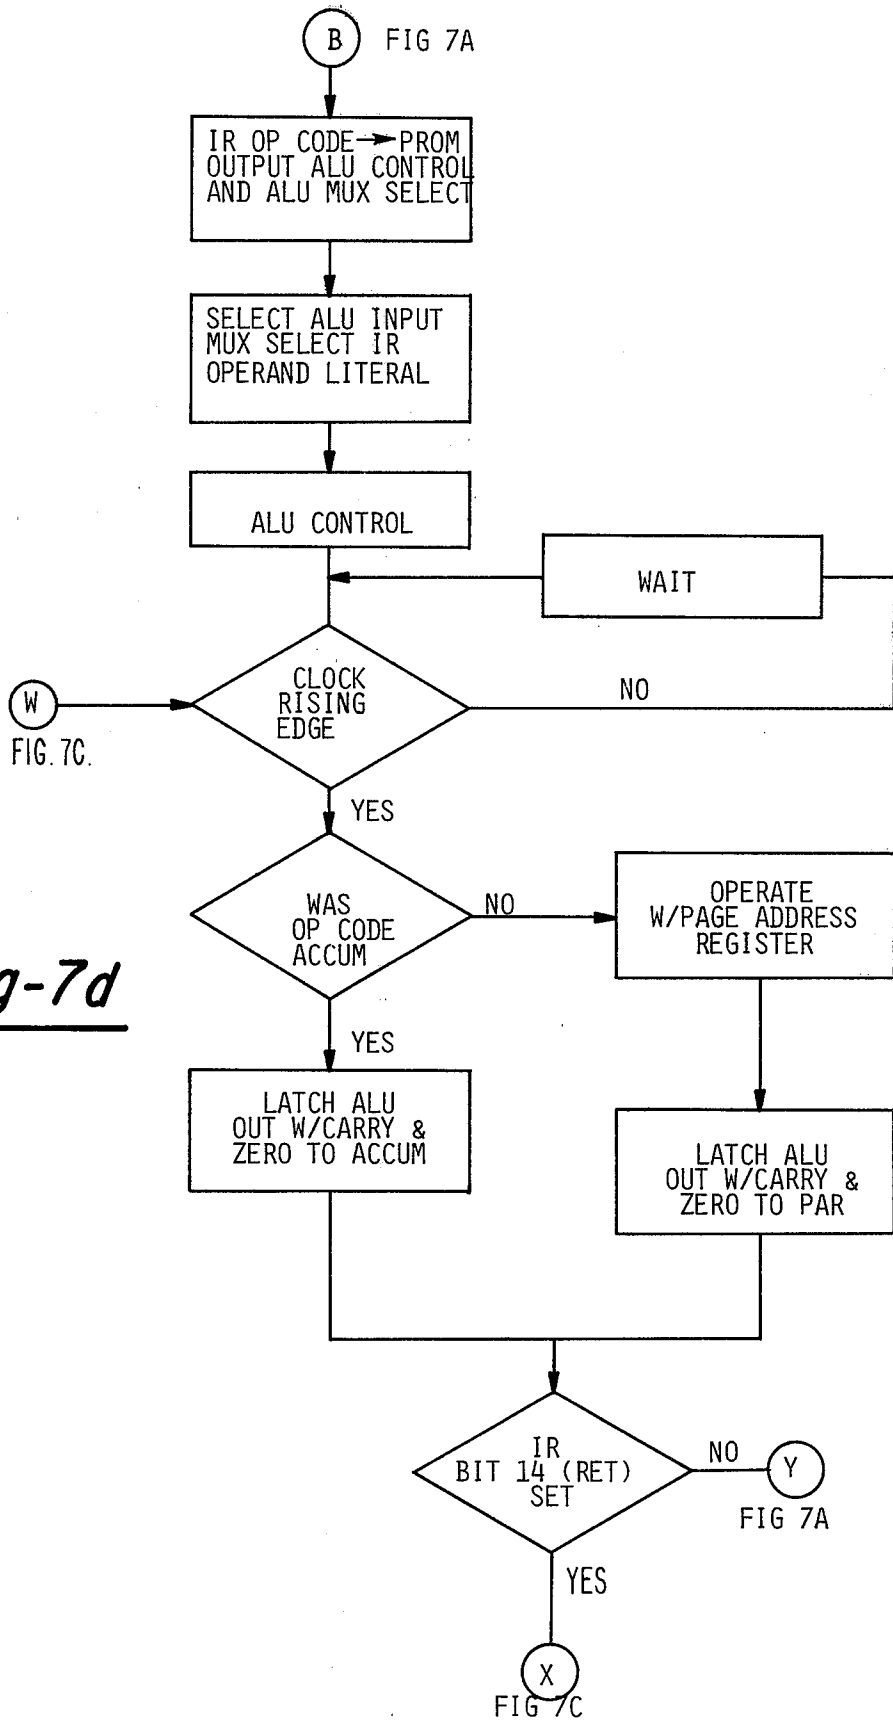 B FIG 7A
IR OP CODE → PROM
OUTPUT ALU CONTROL
AND ALU MUX SELECT
SELECT ALU INPUT
MUX SELECT IR
OPERAND LITERAL
ALU CONTROL
WAIT
CLOCK
RISING
EDGE
NO
W
FIG. 7C.
YES
WAS
OP CODE
ACCUM
NO
OPERATE
W/PAGE ADDRESS
REGISTER
g-7d
YES
LATCH ALU
OUT W/CARRY &
ZERO TO ACCUM
LATCH ALU
OUT W/CARRY &
ZERO TO PAR
IR
BIT 14 (RET)
SET
NO
Y
FIG 7A
YES
X
FIG 7C